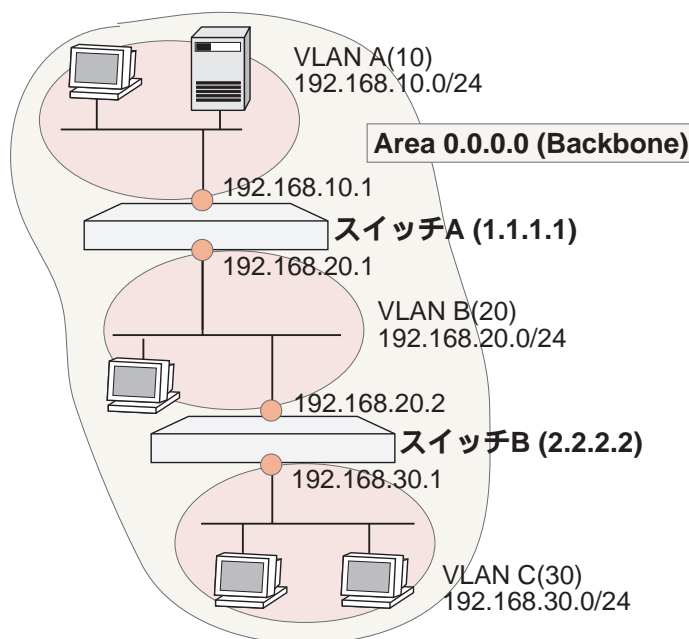 VLAN A(10)
192.168.10.0/24
Area 0.0.0.0 (Backbone)
192.168.10.1
スイッチA (1.1.1.1)
192.168.20.1
VLAN B(20)
192.168.20.0/24
192.168.20.2
スイッチB (2.2.2.2)
192.168.30.1
VLAN C(30)
192.168.30.0/24